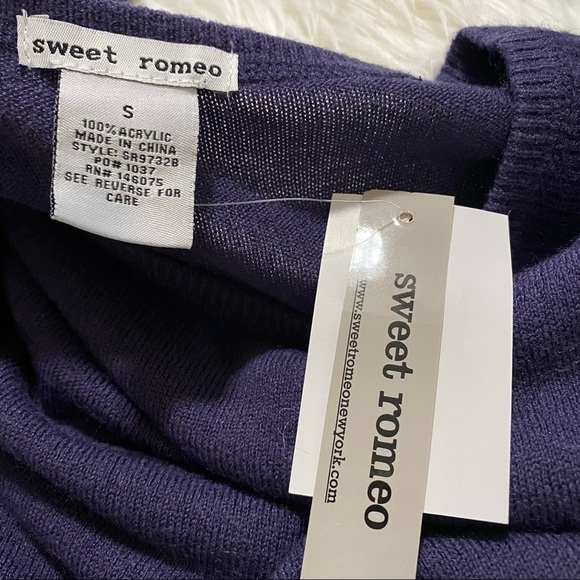 sweet romeo
S
100% ACRYLIC
MADE IN CHINA
STYLE: SR9732B
PO# 1037
RN# 146075
SEE REVERSE FOR
CARE
sweet romeo
www.sweetromeonewyork.com